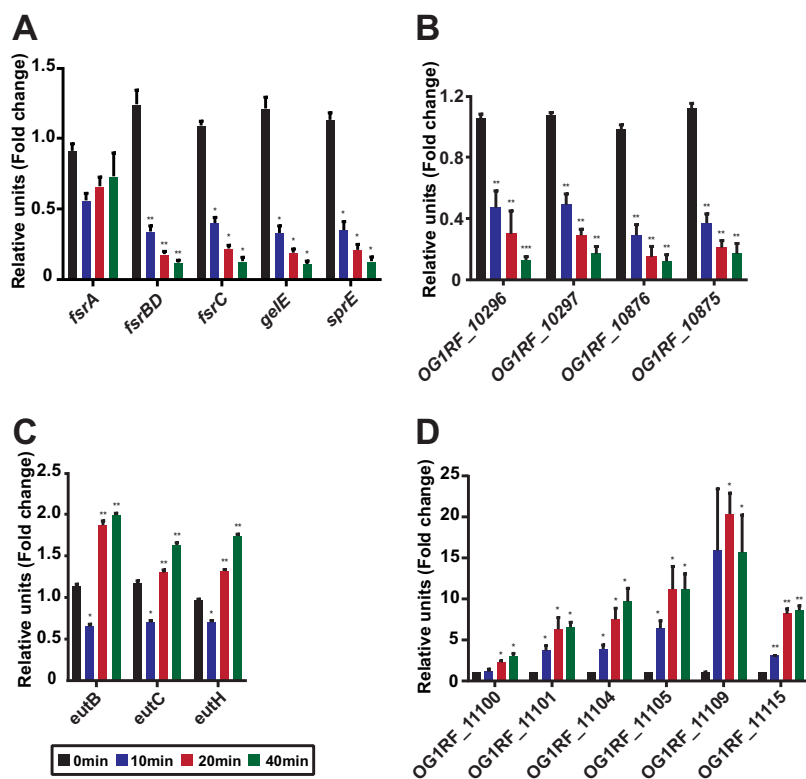 A
Relative units (Fold change)
1.5
1.0
0.5
0
** ** **
* * *
* * *
* * *
fsrA
fsrBD
fsrC
gelE
sprE
B
Relative units (Fold change)
1.2
0.8
0.4
0
** ** ***
** ** **
** ** **
** ** **
OG1RF_10296
OG1RF_10297
OG1RF_10876
OG1RF_10875
C
Relative units (Fold change)
2.5
2.0
1.5
1.0
0.5
0
* ** **
* ** **
* ** **
eutB
eutC
eutH
0min 10min 20min 40min
D
Relative units (Fold change)
25
20
15
10
5
0
* *
* * *
* * *
* * *
* *
** ** **
OG1RF_11100
OG1RF_11101
OG1RF_11104
OG1RF_11105
OG1RF_11109
OG1RF_11115